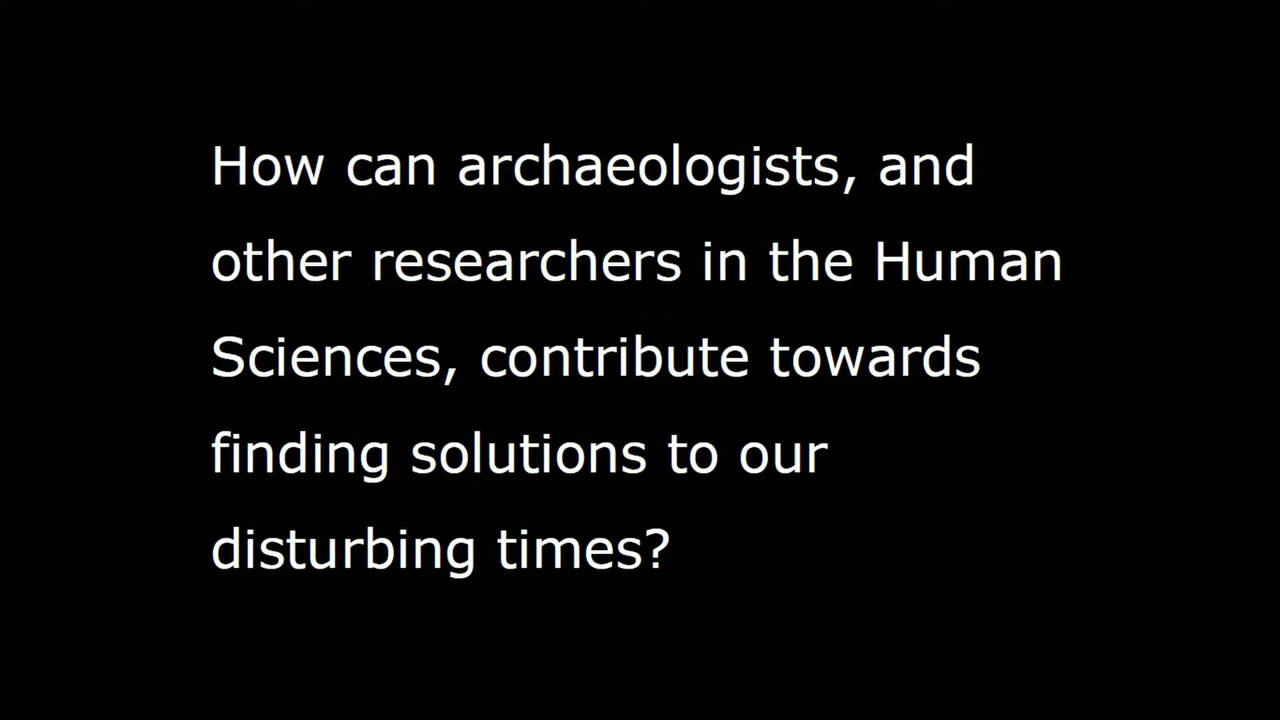 How can archaeologists, and
other researchers in the Human
Sciences, contribute towards
finding solutions to our
disturbing times?